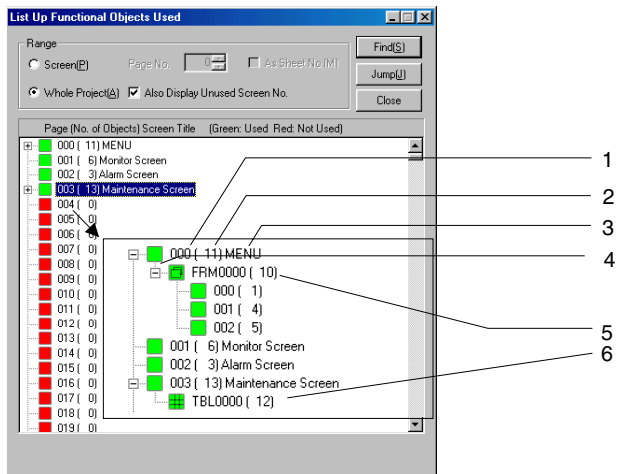 List Up Functional Objects Used
Range
Screen(P) Page No. 0 As Sheet No.(M)
Whole Project(A) Also Display Unused Screen No.
Find(S)
Jump(J)
Close
Page (No. of Objects) Screen Title (Green: Used Red: Not Used)
000 ( 11) MENU
001 ( 6) Monitor Screen
002 ( 3) Alarm Screen
003 ( 13) Maintenance Screen
004 ( 0)
005 ( 0)
006 ( 0)
007 ( 0)
008 ( 0)
009 ( 0)
010 ( 0)
011 ( 0)
012 ( 0)
013 ( 0)
014 ( 0)
015 ( 0)
016 ( 0)
017 ( 0)
018 ( 0)
019 ( 0)
000 ( 11) MENU
FRM0000 ( 10)
000 ( 1)
001 ( 4)
002 ( 5)
001 ( 6) Monitor Screen
002 ( 3) Alarm Screen
003 ( 13) Maintenance Screen
TBL0000 ( 12)
1
2
3
4
5
6